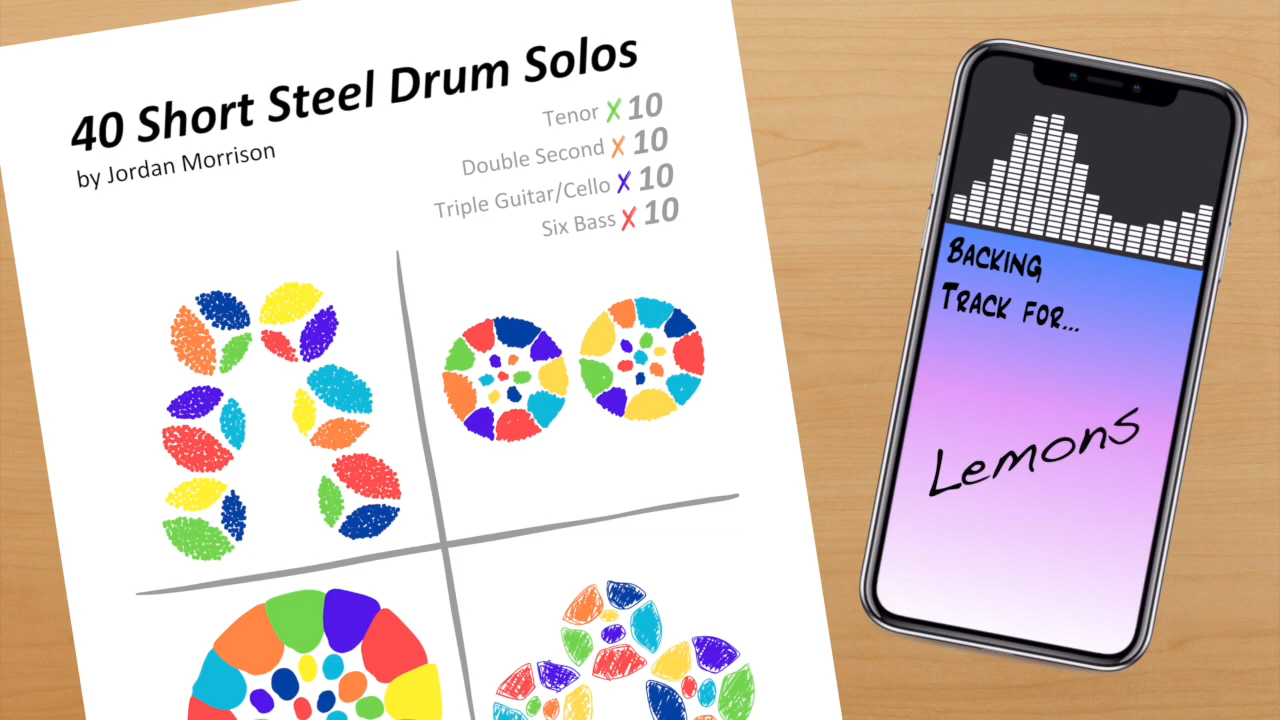 40 Short Steel Drum Solos
by Jordan Morrison
Tenor X 10
Double Second X 10
Triple Guitar/Cello X 10
Six Bass X 10
Backing
Track for...
Lemons